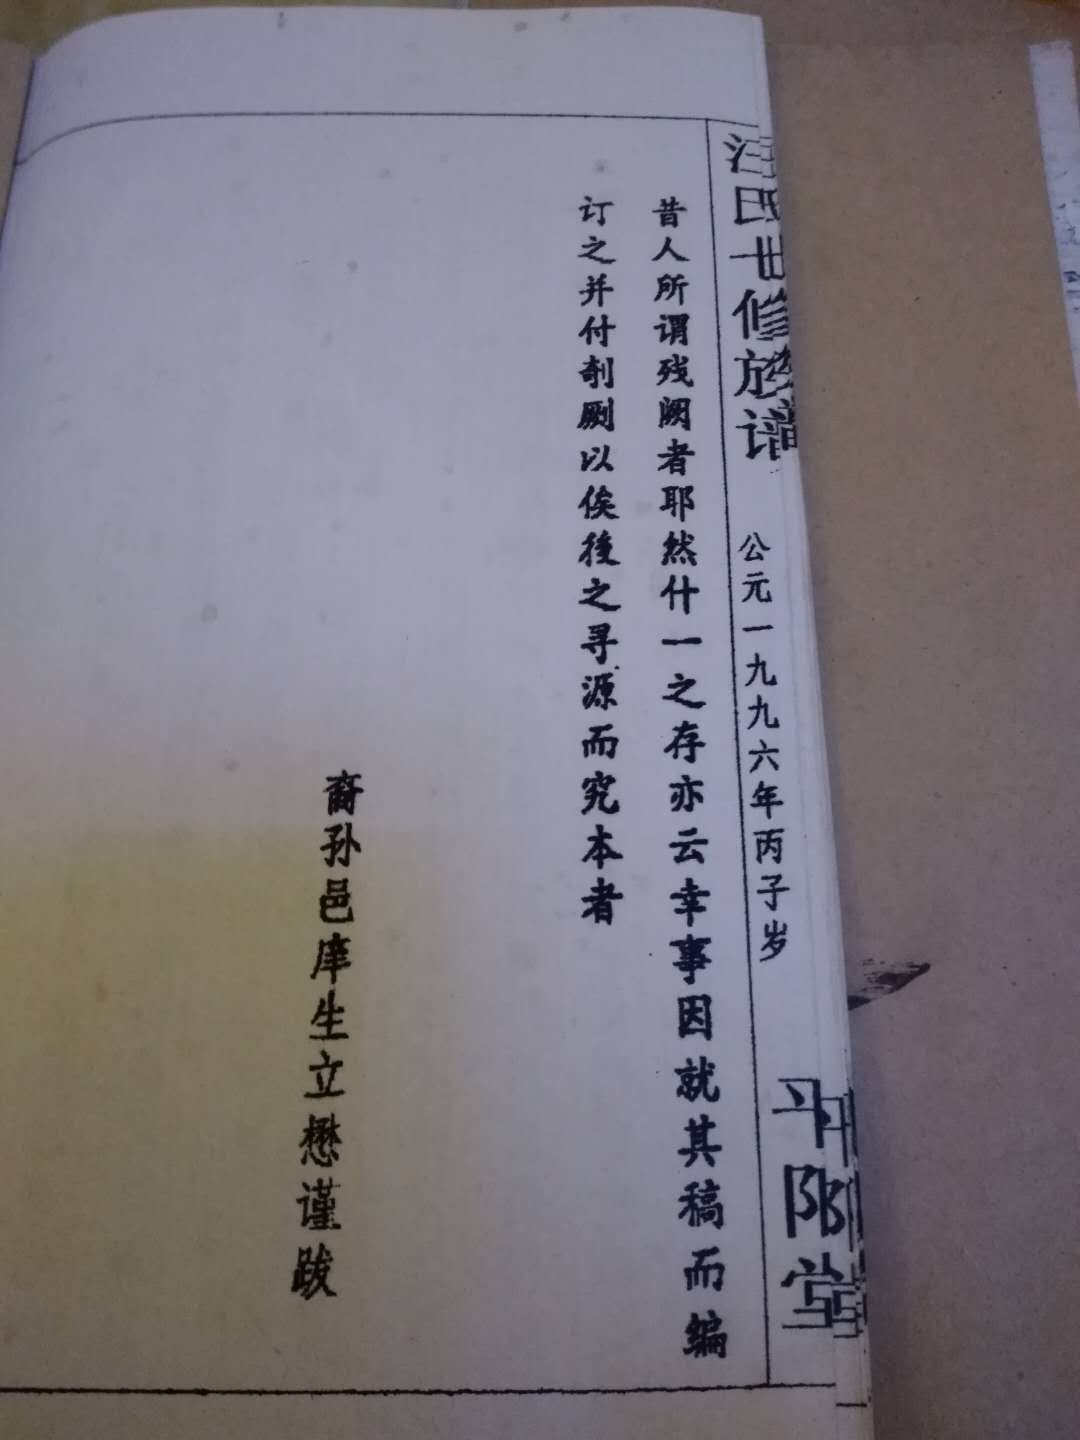 汪氏修族谱
公元一九九六年丙子岁
平阳堂
昔人所谓残阙者耶然什一之存亦云幸事因就其稿而编
订之并付剞劂以俟後之寻源而究本者
裔孙邑庠生立懋谨跋